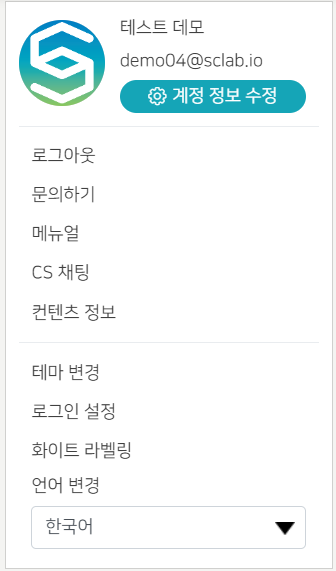 테스트 데모
demo04@sclab.io
계정 정보 수정
로그아웃
문의하기
메뉴얼
CS 채팅
컨텐츠 정보
테마 변경
로그인 설정
화이트 라벨링
언어 변경
한국어